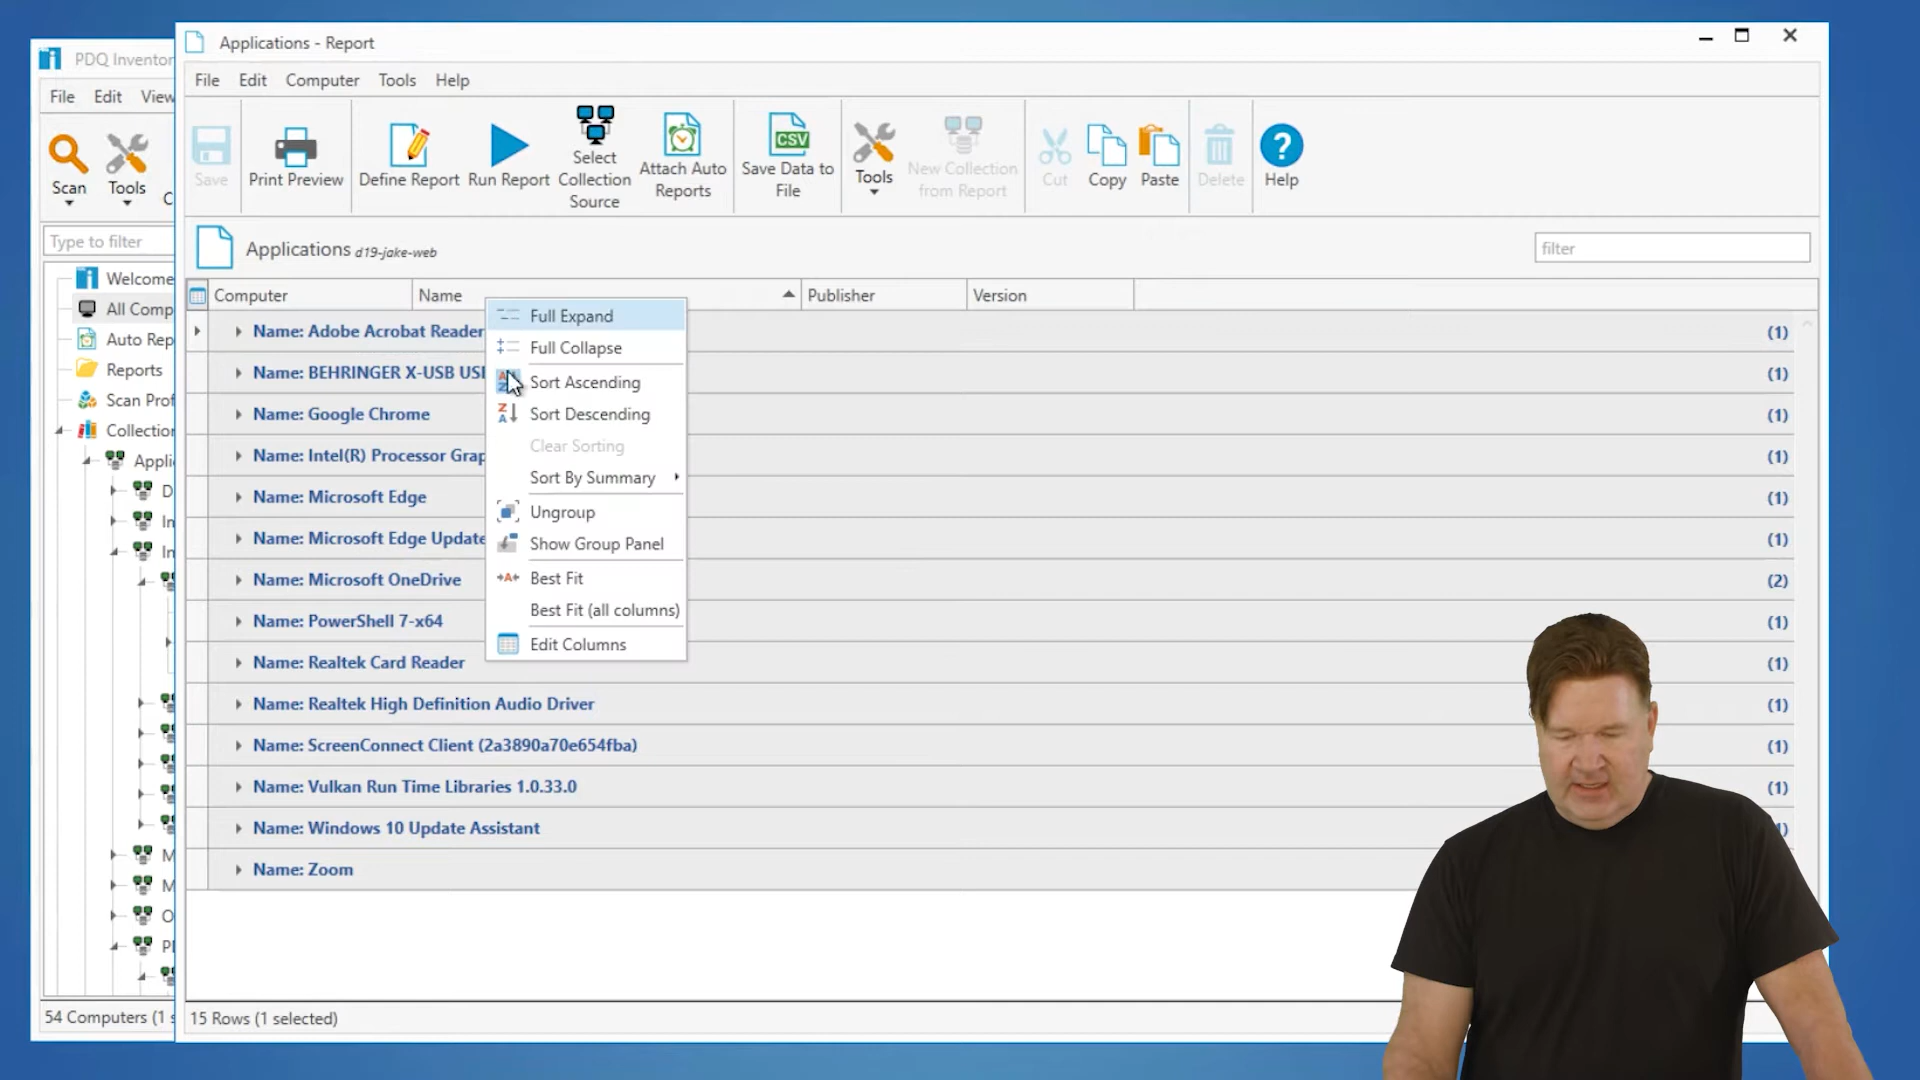 Applications - Report
PDQ Inventor
File Edit Computer Tools Help
File Edit View
Save
Print Preview
Define Report
Run Report
Select Collection Source
Attach Auto Reports
Save Data to File
Tools
New Collection from Report
Cut
Copy
Paste
Delete
Help
Scan
Tools
C
Applications d19-jake-web
filter
Type to filter
Computer Name Publisher Version
Welcome
All Comp
Auto Rep
Reports
Scan Prof
Collection
Appli
D
In
In
M
M
O
PI
Name: Adobe Acrobat Reader (1)
Name: BEHRINGER X-USB USI (1)
Name: Google Chrome (1)
Name: Intel(R) Processor Grap (1)
Name: Microsoft Edge (1)
Name: Microsoft Edge Update (1)
Name: Microsoft OneDrive (2)
Name: PowerShell 7-x64 (1)
Name: Realtek Card Reader (1)
Name: Realtek High Definition Audio Driver (1)
Name: ScreenConnect Client (2a3890a70e654fba) (1)
Name: Vulkan Run Time Libraries 1.0.33.0 (1)
Name: Windows 10 Update Assistant
Name: Zoom
Full Expand
Full Collapse
Sort Ascending
Sort Descending
Clear Sorting
Sort By Summary
Ungroup
Show Group Panel
Best Fit
Best Fit (all columns)
Edit Columns
54 Computers (1 s
15 Rows (1 selected)